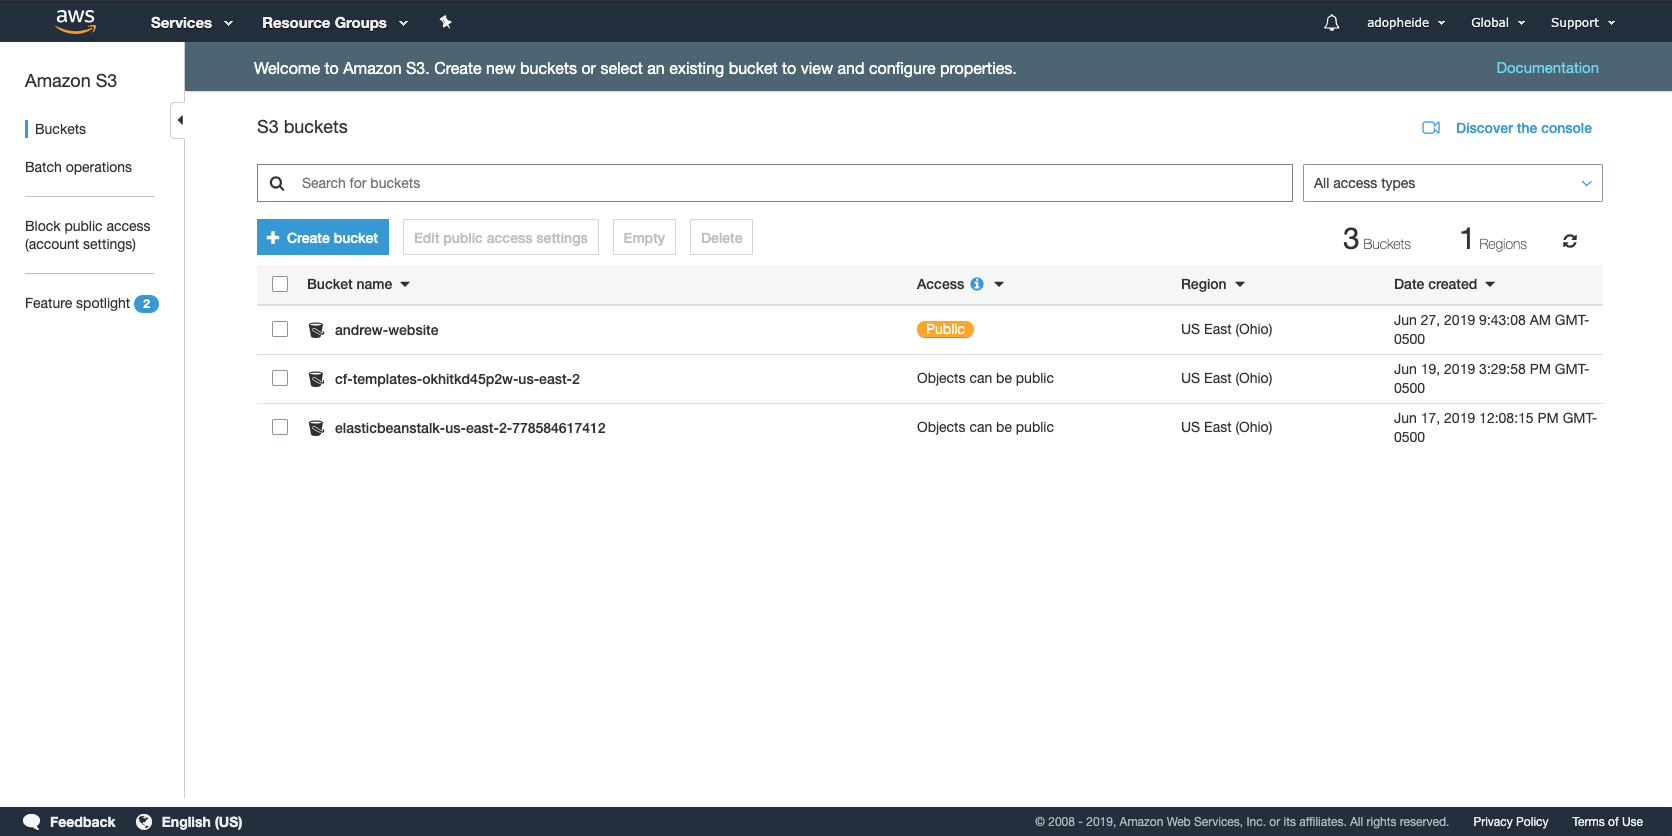 aws Services Resource Groups adopheide Global Support
Amazon S3
Buckets
Batch operations
Block public access
(account settings)
Feature spotlight 2
Welcome to Amazon S3. Create new buckets or select an existing bucket to view and configure properties. Documentation
S3 buckets Discover the console
Search for buckets All access types
Create bucket Edit public access settings Empty Delete 3 Buckets 1 Regions
Bucket name Access Region Date created
andrew-website Public US East (Ohio) Jun 27, 2019 9:43:08 AM GMT-
0500
cf-templates-okhitkd45p2w-us-east-2 Objects can be public US East (Ohio) Jun 19, 2019 3:29:58 PM GMT-
0500
elasticbeanstalk-us-east-2-778584617412 Objects can be public US East (Ohio) Jun 17, 2019 12:08:15 PM GMT-
0500
Feedback English (US) © 2008 - 2019, Amazon Web Services, Inc. or its affiliates. All rights reserved. Privacy Policy Terms of Use